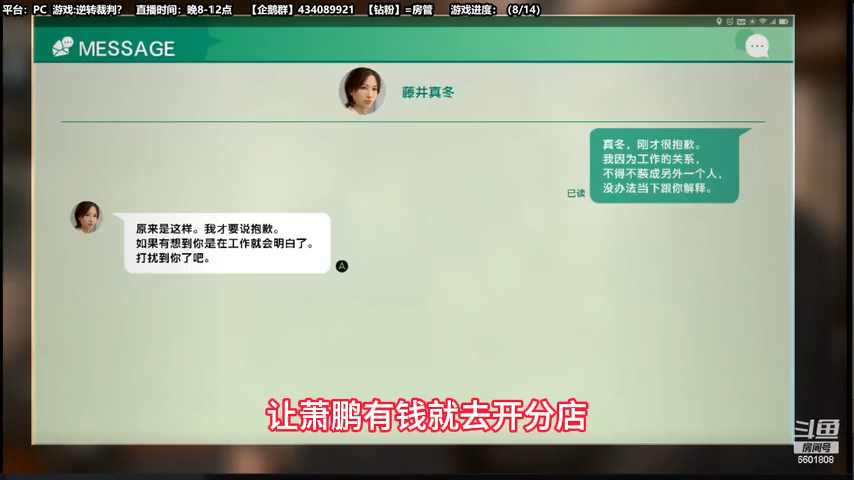 平台：PC 游戏:逆转裁判？ 直播时间：晚8-12点 【企鹅群】434089921 【钻粉】=房管 游戏进度：（8/14）
MESSAGE
藤井真冬
真冬，刚才很抱歉。
我因为工作的关系，
不得不装成另外一个人，
没办法当下跟你解释。
已读
原来是这样。我才要说抱歉。
如果有想到你是在工作就会明白了。
打扰到你了吧。
A
让萧鹏有钱就去开分店
斗鱼
房间号
6601808